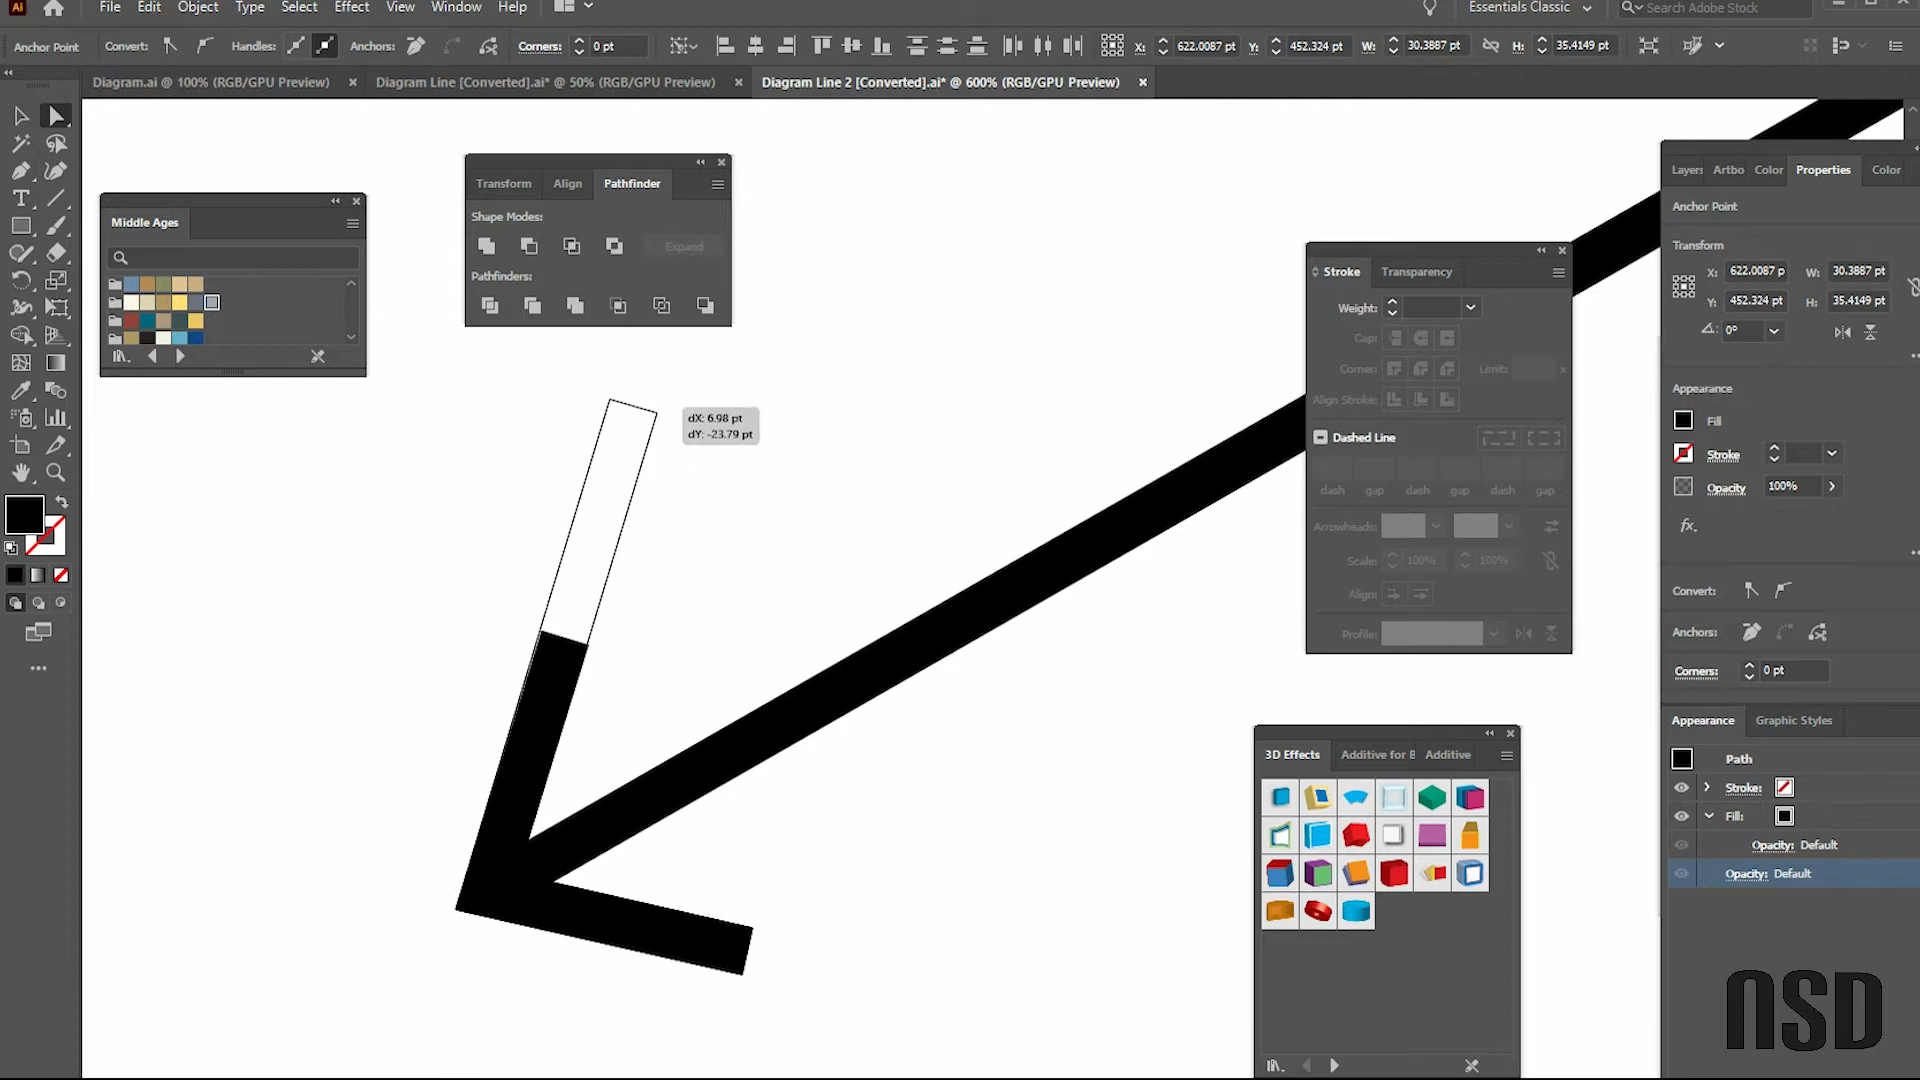 Ai File Edit Object Type Select Effect View Window Help Essentials Classic Search Adobe Stock
Anchor Point Convert: Handles: Anchors: Corners: 0 pt X: 622.0087 pt Y: 452.324 pt W: 30.3887 pt H: 35.4149 pt
Diagram.ai @ 100% (RGB/GPU Preview) Diagram Line [Converted].ai* @ 50% (RGB/GPU Preview) Diagram Line 2 [Converted].ai* @ 600% (RGB/GPU Preview)
Middle Ages
Transform Align Pathfinder
Shape Modes:
Expand
Pathfinders:
dX: 6.98 pt
dY: -23.79 pt
Stroke Transparency
Weight:
Cap:
Corner: Limit: x
Align Stroke:
Dashed Line
dash gap dash gap dash gap
Arrowheads:
Scale: 100% 100%
Align:
Profile:
3D Effects Additive for B Additive
Layers Artbo Color Properties Color
Anchor Point
Transform
X: 622.0087 p W: 30.3887 pt
Y: 452.324 pt H: 35.4149 pt
0°
Appearance
Fill
Stroke
Opacity 100%
fx.
Convert:
Anchors:
Corners: 0 pt
Appearance Graphic Styles
Path
Stroke:
Fill:
Opacity: Default
Opacity: Default
NSD